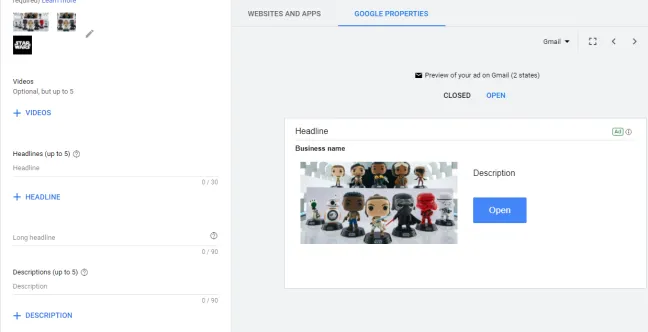 required) Learn more
STAR
WARS
Videos
Optional, but up to 5
+ VIDEOS
Headlines (up to 5)
Headline
0 / 30
+ HEADLINE
Long headline
0 / 90
Descriptions (up to 5)
Description
0 / 90
+ DESCRIPTION
WEBSITES AND APPS
GOOGLE PROPERTIES
Gmail
Preview of your ad on Gmail (2 states)
CLOSED
OPEN
Headline
Ad
Business name
Description
Open